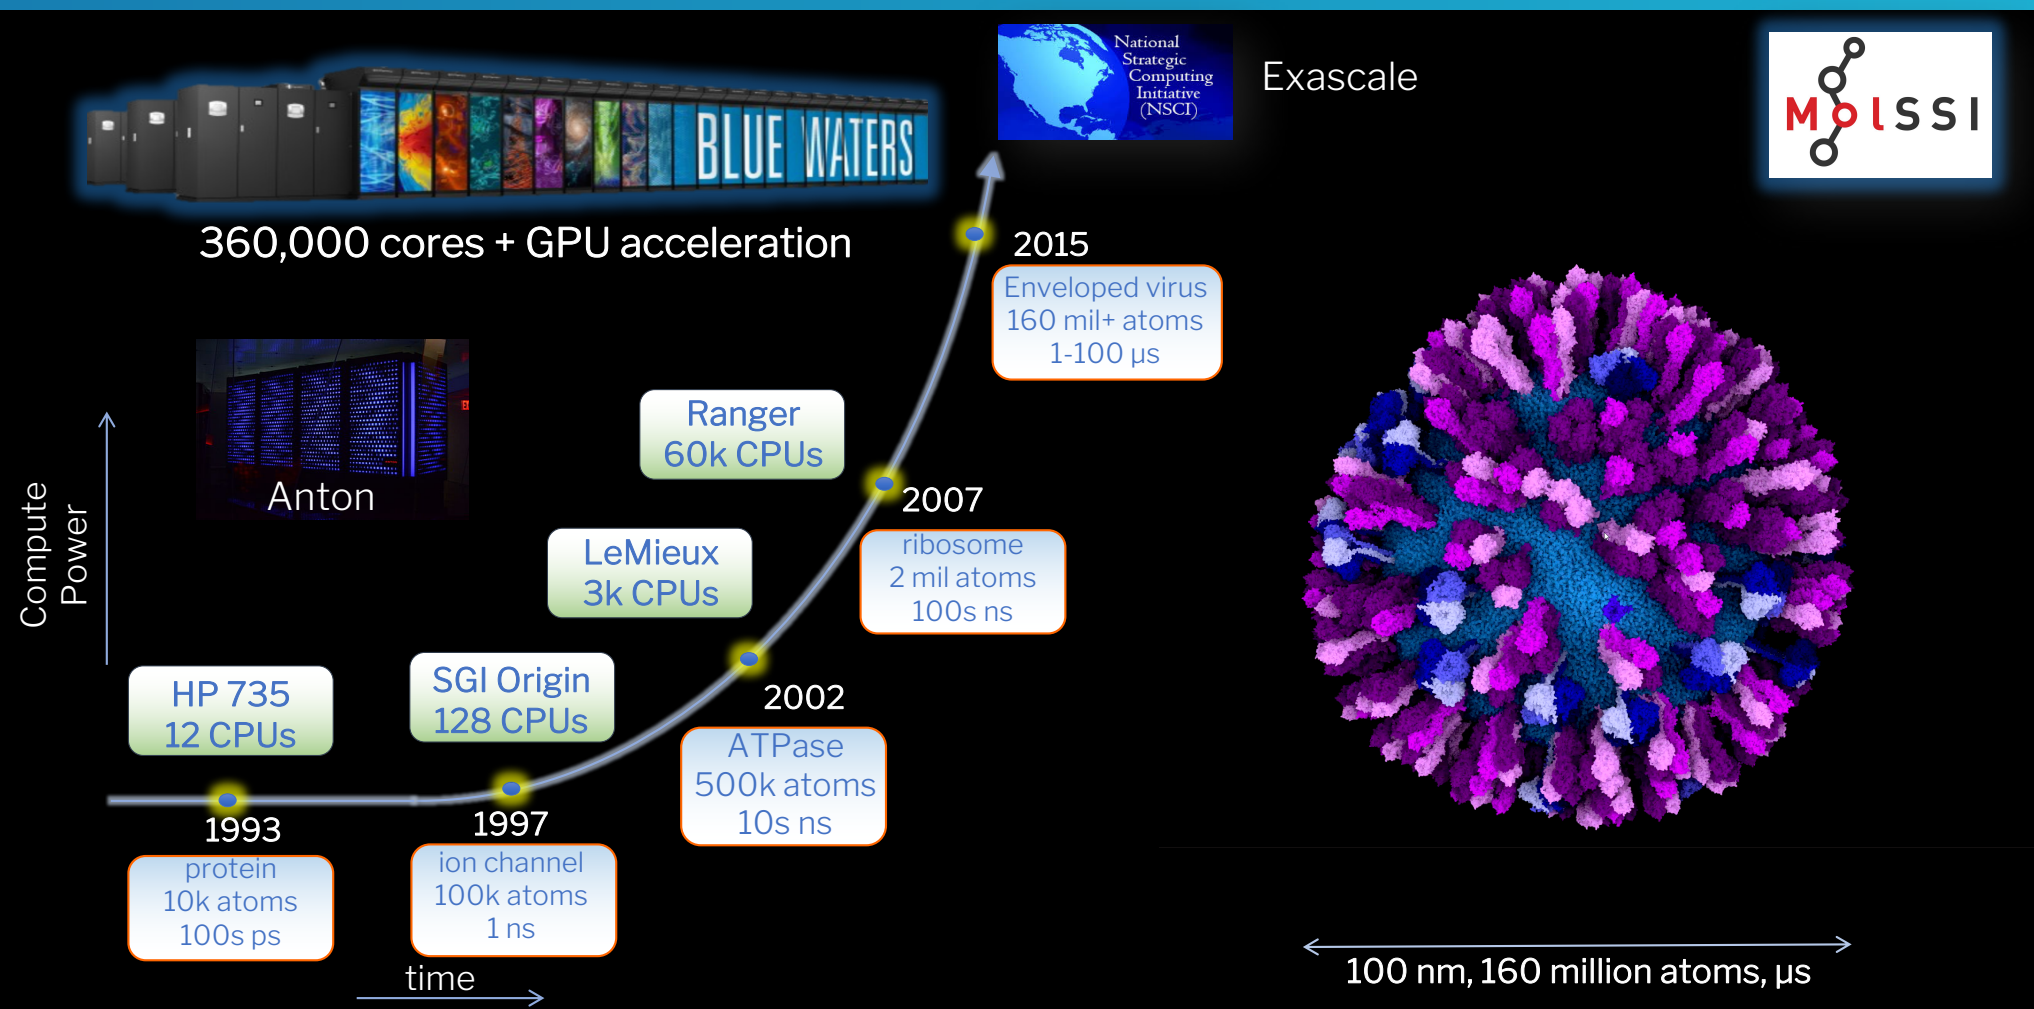 BLUE WATERS
360,000 cores + GPU acceleration
National
Strategic
Computing
Initiative
(NSCI)
Exascale
MolSSI
2015
Enveloped virus
160 mil+ atoms
1-100 µs
Anton
Compute
Power
Ranger
60k CPUs
2007
ribosome
2 mil atoms
100s ns
LeMieux
3k CPUs
2002
ATPase
500k atoms
10s ns
HP 735
12 CPUs
1993
protein
10k atoms
100s ps
SGI Origin
128 CPUs
1997
ion channel
100k atoms
1 ns
time
100 nm, 160 million atoms, µs